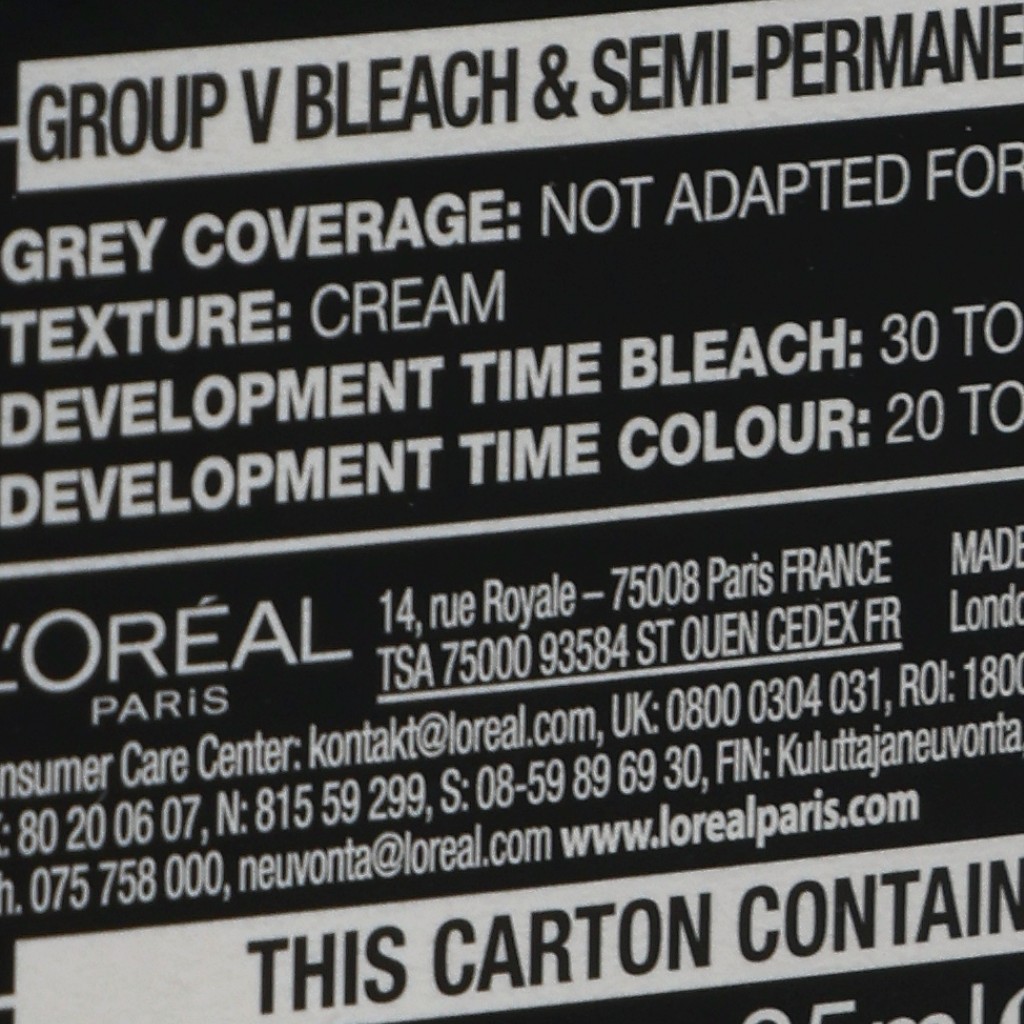 GROUP V BLEACH & SEMI-PERMANE
GREY COVERAGE: NOT ADAPTED FOR
TEXTURE: CREAM
DEVELOPMENT TIME BLEACH: 30 TO
DEVELOPMENT TIME COLOUR: 20 TO
L'ORÉAL
PARiS
14, rue Royale – 75008 Paris FRANCE
TSA 75000 93584 ST OUEN CEDEX FR
MADE
Londo
nsumer Care Center: kontakt@loreal.com, UK: 0800 0304 031, ROI: 1800
: 80 20 06 07, N: 815 59 299, S: 08-59 89 69 30, FIN: Kuluttajaneuvonta,
h. 075 758 000, neuvonta@loreal.com www.lorealparis.com
THIS CARTON CONTAIN